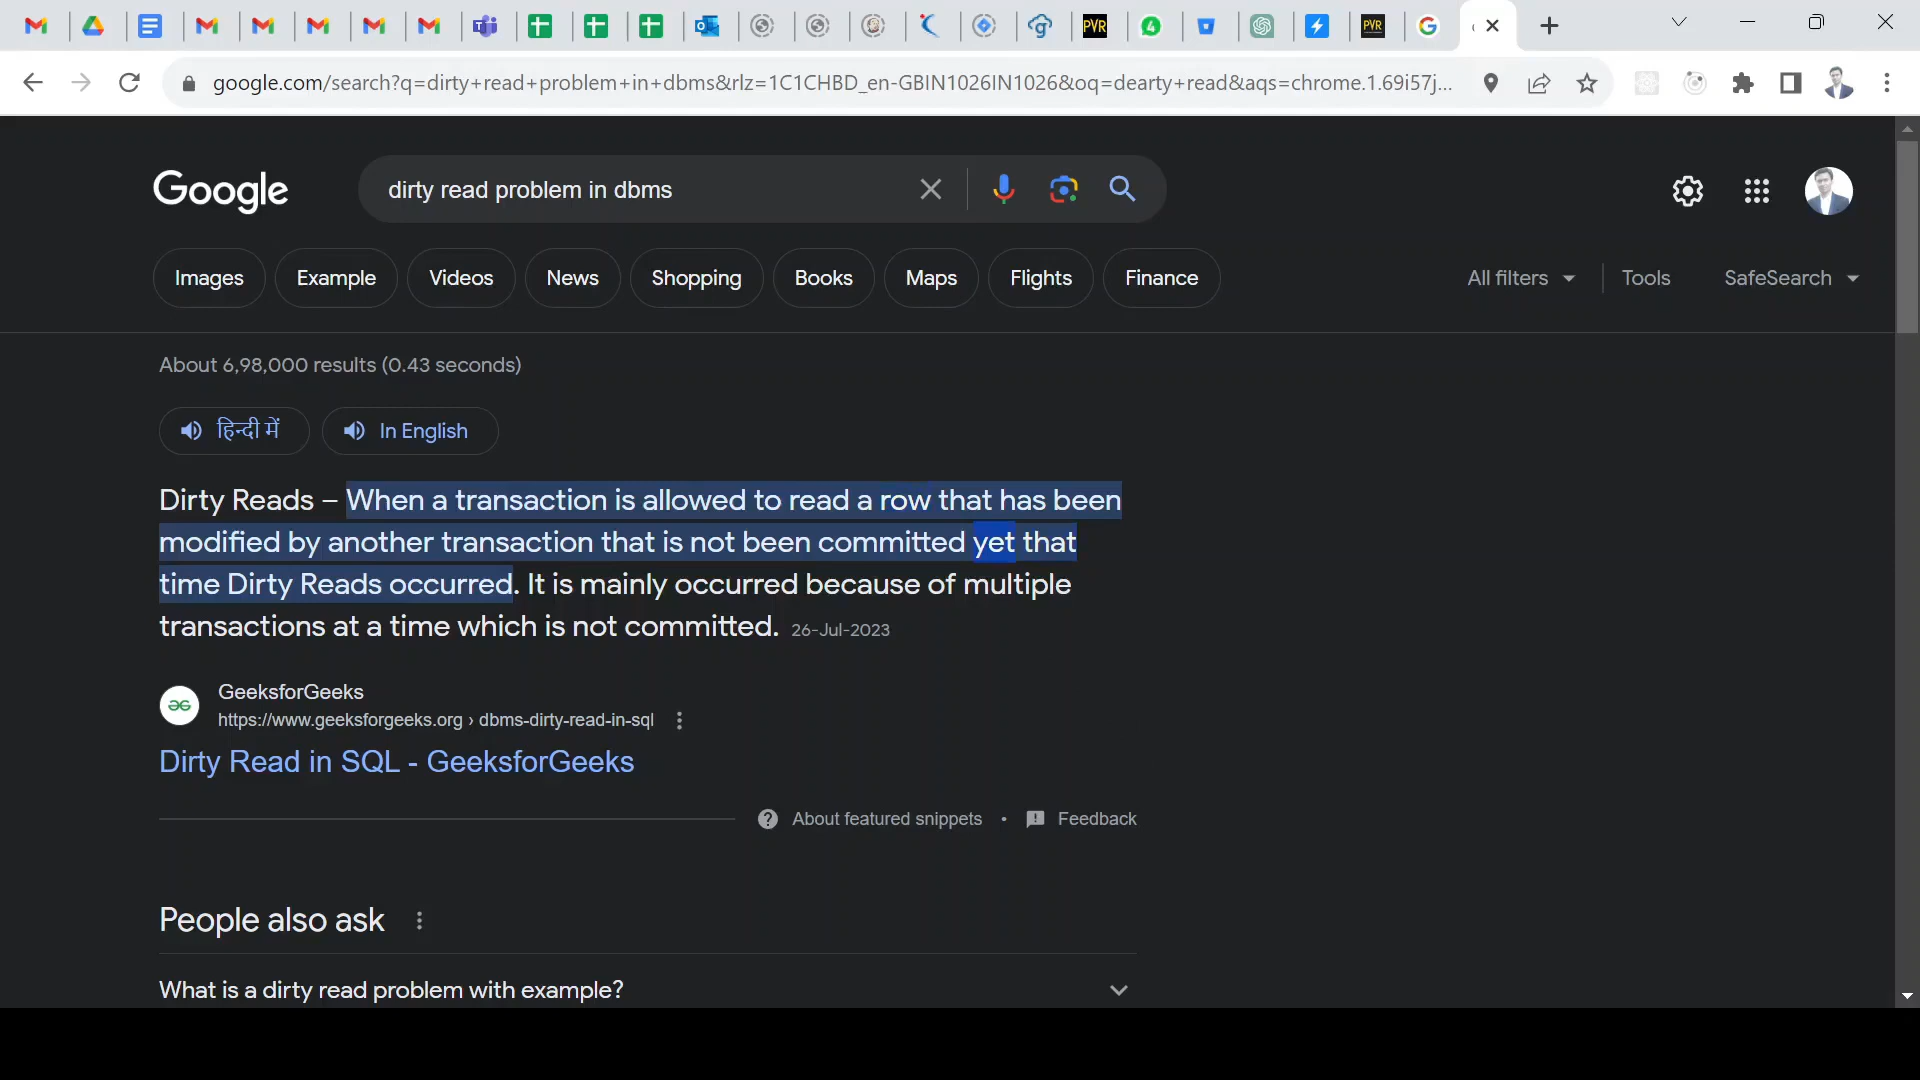 PVR
4
PVR
google.com/search?q=dirty+read+problem+in+dbms&rlz=1C1CHBD_en-GBIN1026IN1026&oq=dearty+read&aqs=chrome.1.69i57j...
Google
dirty read problem in dbms
Images Example Videos News Shopping Books Maps Flights Finance All filters Tools SafeSearch
About 6,98,000 results (0.43 seconds)
हिन्दी में In English
Dirty Reads – When a transaction is allowed to read a row that has been
modified by another transaction that is not been committed yet that
time Dirty Reads occurred. It is mainly occurred because of multiple
transactions at a time which is not committed. 26-Jul-2023
GeeksforGeeks
https://www.geeksforgeeks.org › dbms-dirty-read-in-sql
Dirty Read in SQL - GeeksforGeeks
About featured snippets • Feedback
People also ask
What is a dirty read problem with example?